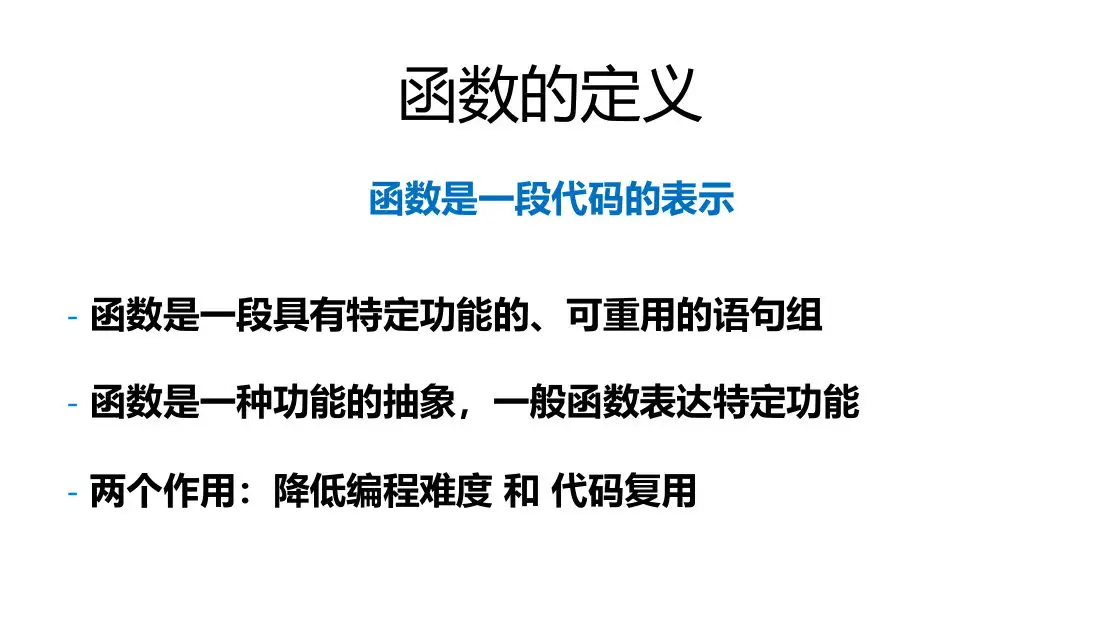 函数的定义
函数是一段代码的表示
- 函数是一段具有特定功能的、可重用的语句组
- 函数是一种功能的抽象，一般函数表达特定功能
- 两个作用：降低编程难度 和 代码复用